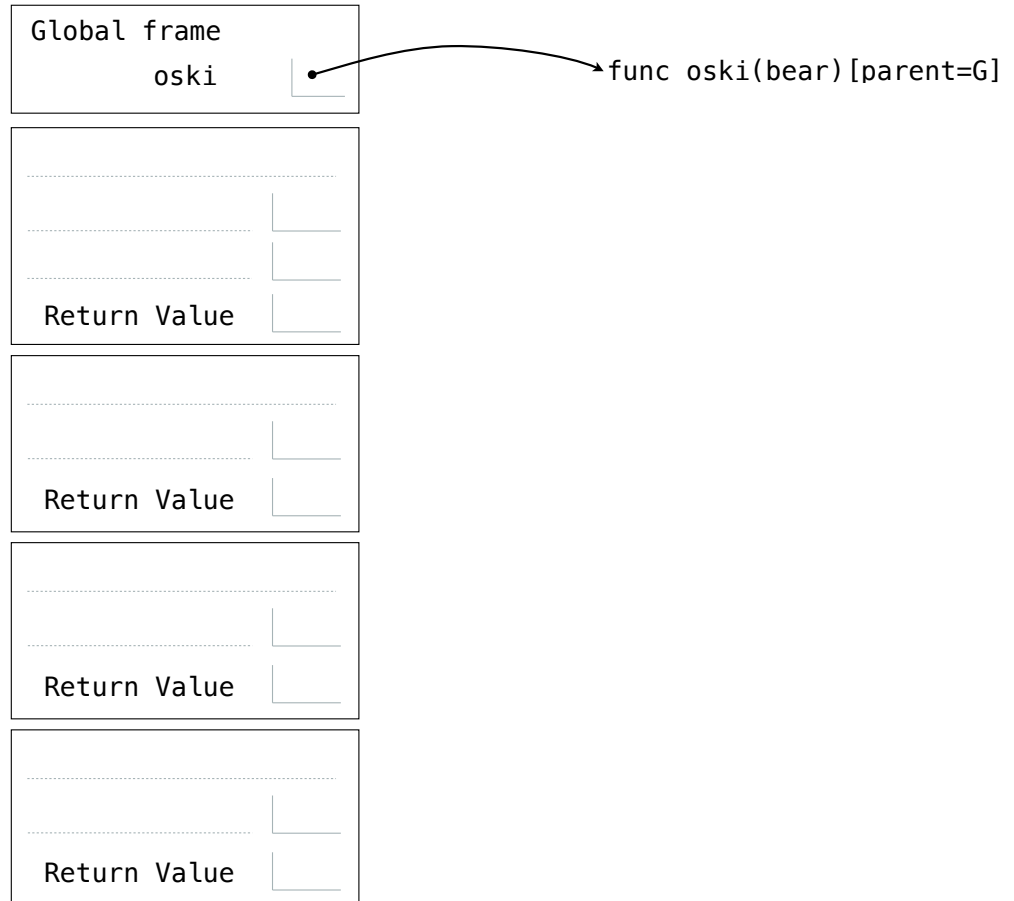 Global frame
oski
func oski(bear)[parent=G]
Return Value
Return Value
Return Value
Return Value